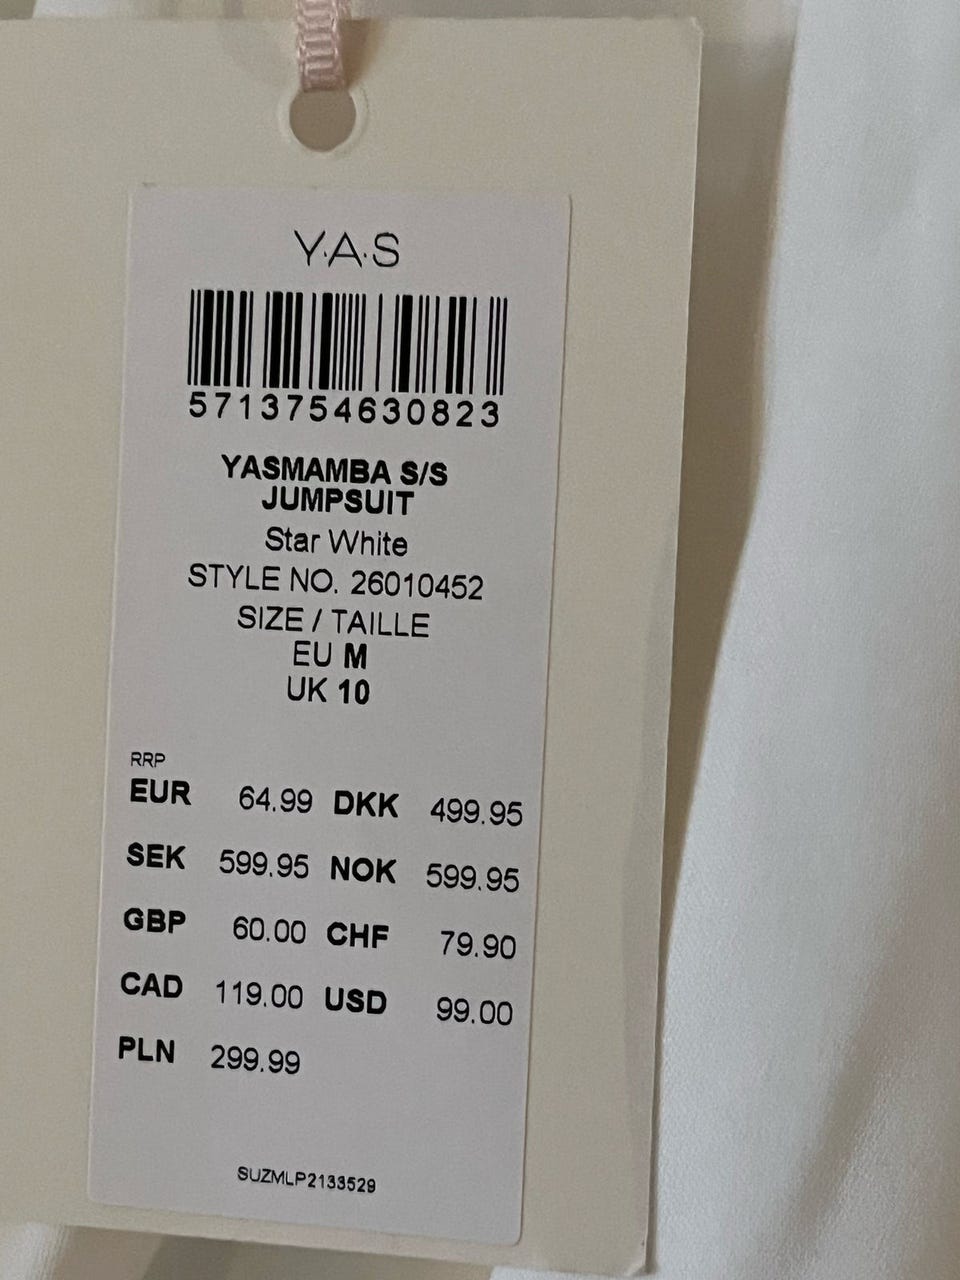 Y.A.S
5713754630823
YASMAMBA S/S
JUMPSUIT
Star White
STYLE NO. 26010452
SIZE / TAILLE
EU M
UK 10
RRP
EUR 64.99 DKK 499.95
SEK 599.95 NOK 599.95
GBP 60.00 CHF 79.90
CAD 119.00 USD 99.00
PLN 299.99
SUZMLP2133529